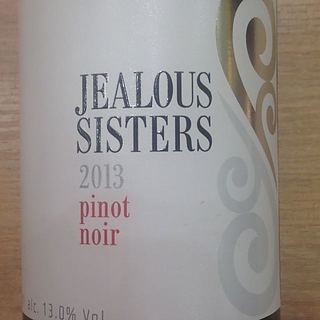 JEALOUS
SISTERS
2013
pinot
noir
alc. 13.0% Vol